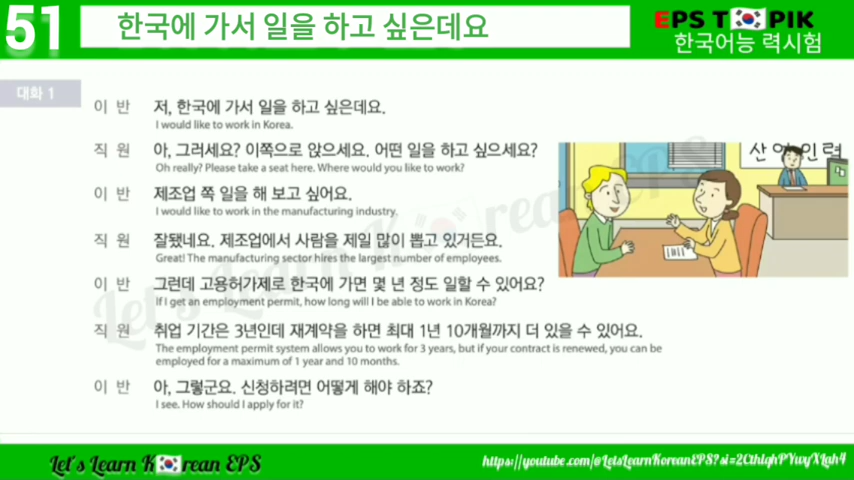 51
한국에 가서 일을 하고 싶은데요
EPS TOPIK
한국어능 력시험
대화 1
이 반 저, 한국에 가서 일을 하고 싶은데요.
I would like to work in Korea.
직 원 아, 그러세요? 이쪽으로 앉으세요. 어떤 일을 하고 싶으세요?
Oh really? Please take a seat here. Where would you like to work?
이 반 제조업 쪽 일을 해 보고 싶어요.
I would like to work in the manufacturing industry.
직 원 잘됐네요. 제조업에서 사람을 제일 많이 뽑고 있거든요.
Great! The manufacturing sector hires the largest number of employees.
이 반 그런데 고용허가제로 한국에 가면 몇 년 정도 일할 수 있어요?
If I get an employment permit, how long will I be able to work in Korea?
직 원 취업 기간은 3년인데 재계약을 하면 최대 1년 10개월까지 더 있을 수 있어요.
The employment permit system allows you to work for 3 years, but if your contract is renewed, you can be
employed for a maximum of 1 year and 10 months.
이 반 아, 그렇군요. 신청하려면 어떻게 해야 하죠?
I see. How should I apply for it?
산업인력
Let's Learn Korean EPS
Let's Learn Korean EPS
https://youtube.com/@LetsLearnKoreanEPS?si=2CthlqhPYwyXLah4